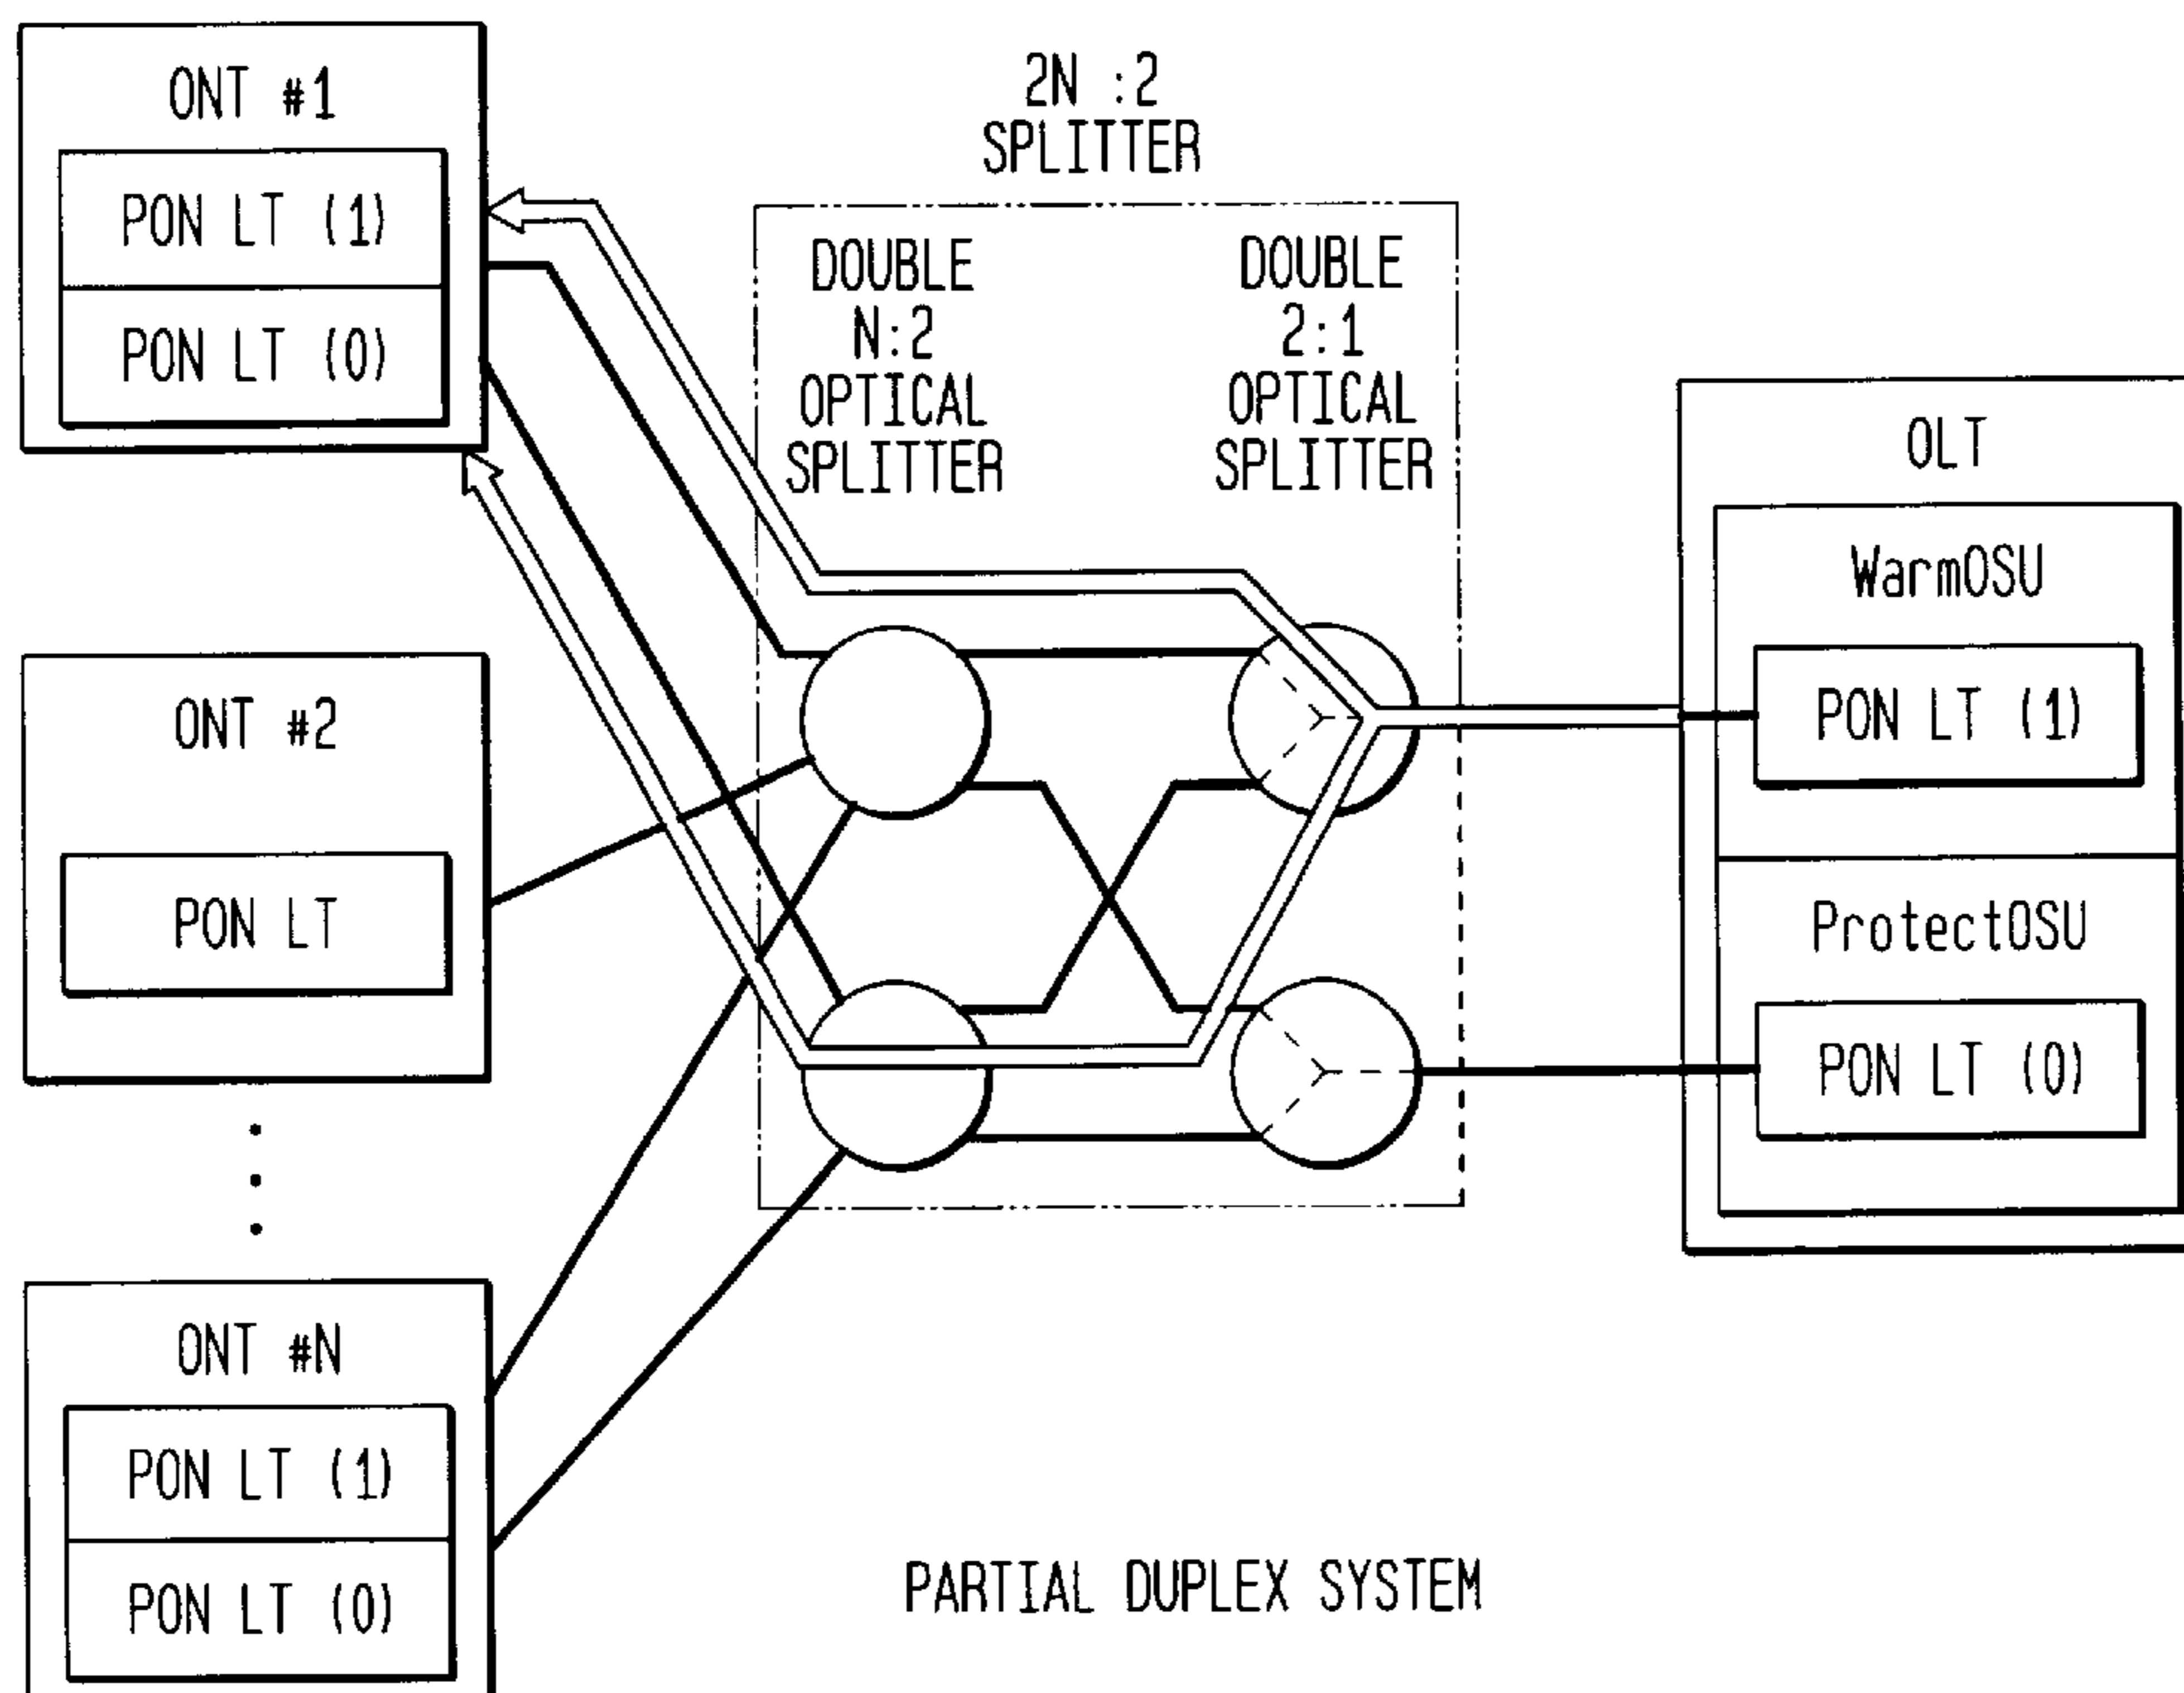 ONT #1
PON LT (1)
PON LT (0)
2N :2
SPLITTER
DOUBLE
N:2
OPTICAL
SPLITTER
DOUBLE
2:1
OPTICAL
SPLITTER
OLT
WarmOSU
PON LT (1)
ProtectOSU
PON LT (0)
ONT #2
PON LT
ONT #N
PON LT (1)
PON LT (0)
PARTIAL DUPLEX SYSTEM